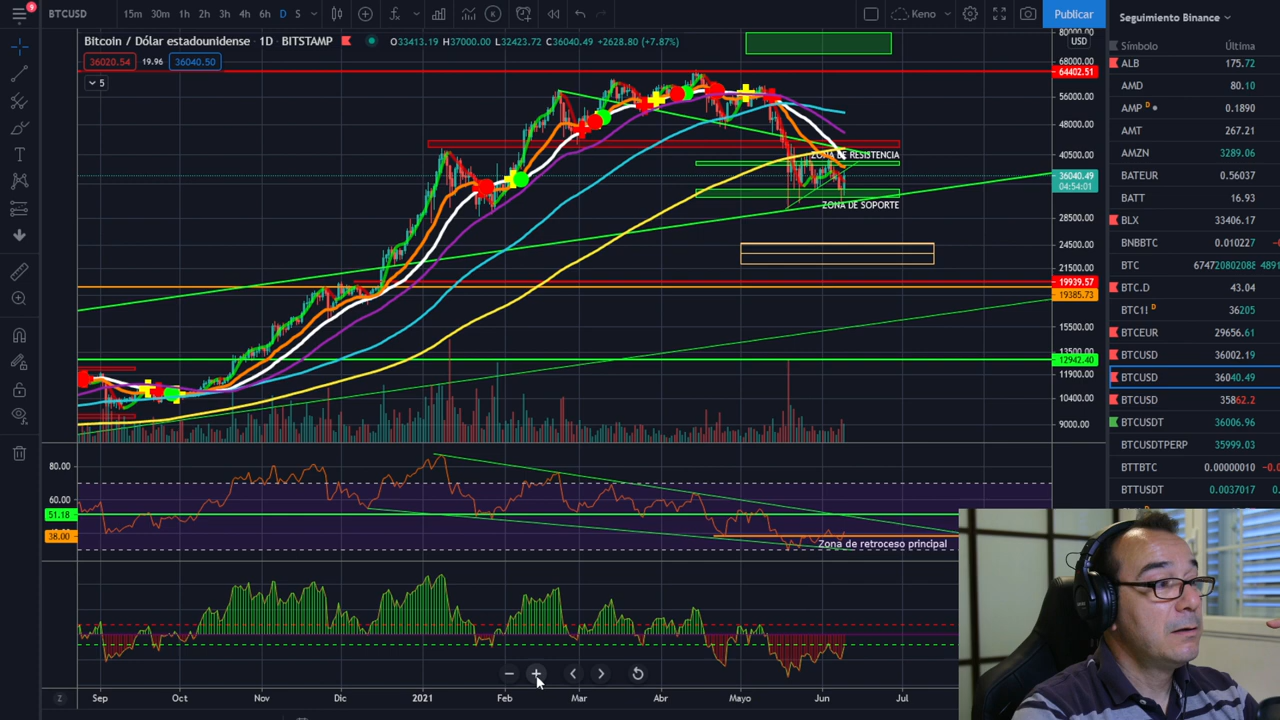 9
BTCUSD
15m 30m 1h 2h 3h 4h 6h D S
Keno
Publicar
Bitcoin / Dólar estadounidense · 1D · BITSTAMP
O33413.19 H37000.00 L32423.72 C36040.49 +2628.80 (+7.87%)
36020.54 19.96 36040.50
5
80000.00
USD
68000.00
64402.51
56000.00
48000.00
40500.00
36040.49
04:54:01
28500.00
24500.00
21500.00
19939.57
19385.73
15500.00
13500.00
12942.40
11900.00
10400.00
9000.00
ZONA DE RESISTENCIA
ZONA DE SOPORTE
80.00
60.00
51.18
38.00
Zona de retroceso principal
Z
Sep Oct Nov Dic 2021 Feb Mar Abr Mayo Jun Jul
Seguimiento Binance
Símbolo Última
ALB 175.72
AMD 80.10
AMP D 0.1890
AMT 267.21
AMZN 3289.06
BATEUR 0.56037
BATT 16.93
BLX 33406.17
BNBBTC 0.010227
BTC 67472080208
BTC.D 43.04
BTC1! D 36205
BTCEUR 29656.61
BTCUSD 36002.19
BTCUSD 36040.49
BTCUSD 35862.2
BTCUSDT 36006.96
BTCUSDTPERP 35999.03
BTTBTC 0.00000010
BTTUSDT 0.0037017